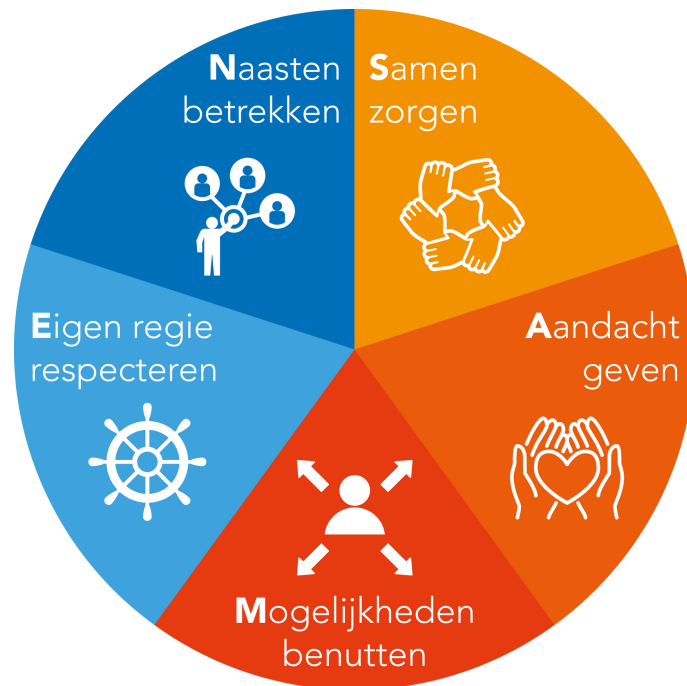 Samen
zorgen
Aandacht
geven
Mogelijkheden
benutten
Eigen regie
respecteren
Naasten
betrekken